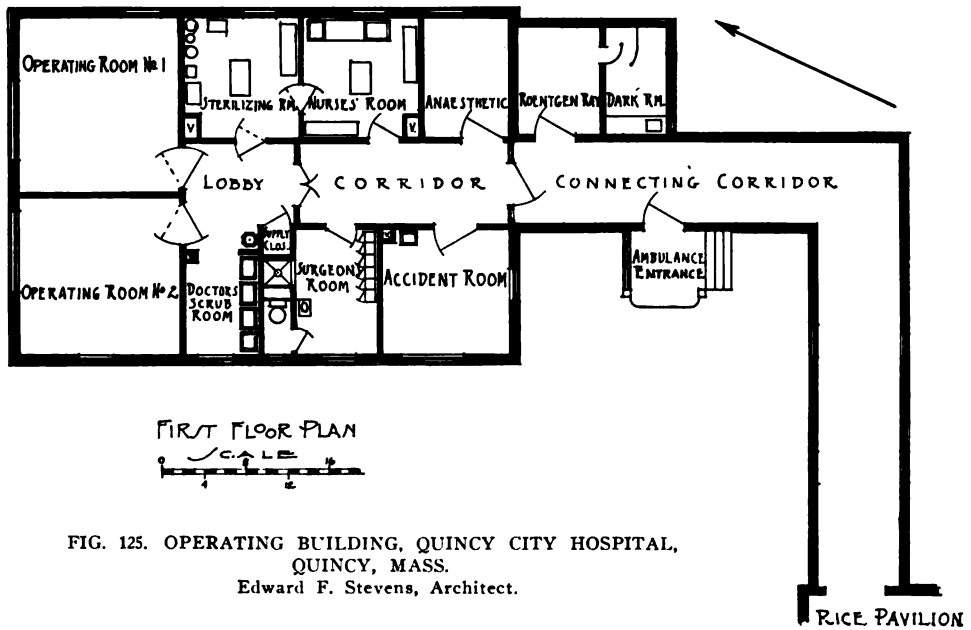 OPERATING ROOM No 1
STERILIZING RM.
NURSES' ROOM
ANAESTHETIC
ROENTGEN RAY
DARK RM.
V
V
LOBBY
CORRIDOR
CONNECTING CORRIDOR
SUPPLY
CLOS.
OPERATING ROOM No 2
DOCTORS
SCRUB
ROOM
SURGEONS
ROOM
ACCIDENT ROOM
AMBULANCE
ENTRANCE
FIRST FLOOR PLAN
SCALE
0 8 16
4 12
FIG. 125. OPERATING BUILDING, QUINCY CITY HOSPITAL,
QUINCY, MASS.
Edward F. Stevens, Architect.
RICE PAVILION